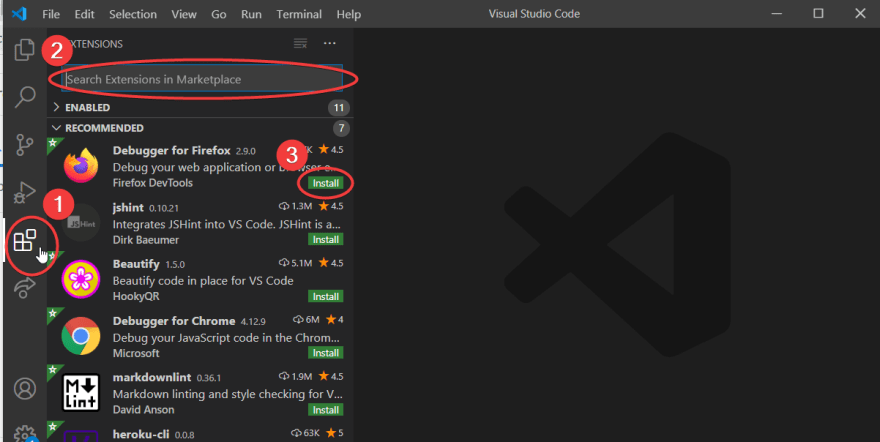 File Edit Selection View Go Run Terminal Help Visual Studio Code
2 EXTENSIONS
Search Extensions in Marketplace
ENABLED 11
RECOMMENDED 7
Debugger for Firefox 2.9.0 K 4.5
3
Debug your web application or browser e...
Firefox DevTools Install
1
jshint 0.10.21 1.3M 4.5
JSHint
Integrates JSHint into VS Code. JSHint is a...
Dirk Baeumer Install
Beautify 1.5.0 5.1M 4.5
Beautify code in place for VS Code
HookyQR Install
Debugger for Chrome 4.12.9 6M 4
Debug your JavaScript code in the Chrom...
Microsoft Install
markdownlint 0.36.1 1.9M 4.5
M
Lint
Markdown linting and style checking for V...
David Anson Install
heroku-cli 0.0.8 63K 5